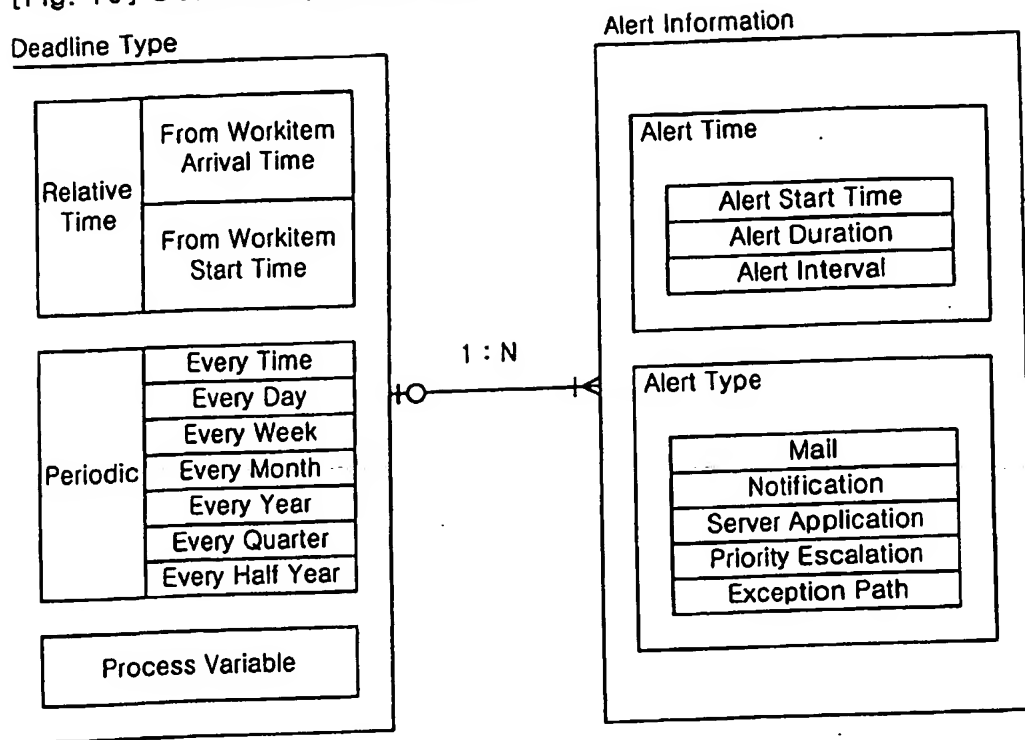 Deadline Type
Alert Information
Relative
Time
From Workitem
Arrival Time
From Workitem
Start Time
Periodic
Every Time
Every Day
Every Week
Every Month
Every Year
Every Quarter
Every Half Year
Process Variable
1 : N
Alert Time
Alert Start Time
Alert Duration
Alert Interval
Alert Type
Mail
Notification
Server Application
Priority Escalation
Exception Path